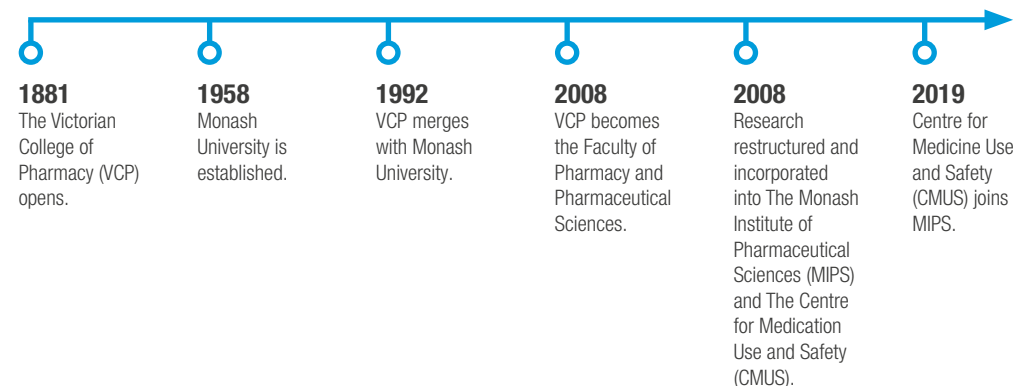 1881
The Victorian
College of
Pharmacy (VCP)
opens.
1958
Monash
University is
established.
1992
VCP merges
with Monash
University.
2008
VCP becomes
the Faculty of
Pharmacy and
Pharmaceutical
Sciences.
2008
Research
restructured and
incorporated
into The Monash
Institute of
Pharmaceutical
Sciences (MIPS)
and The Centre
for Medication
Use and Safety
(CMUS).
2019
Centre for
Medicine Use
and Safety
(CMUS) joins
MIPS.